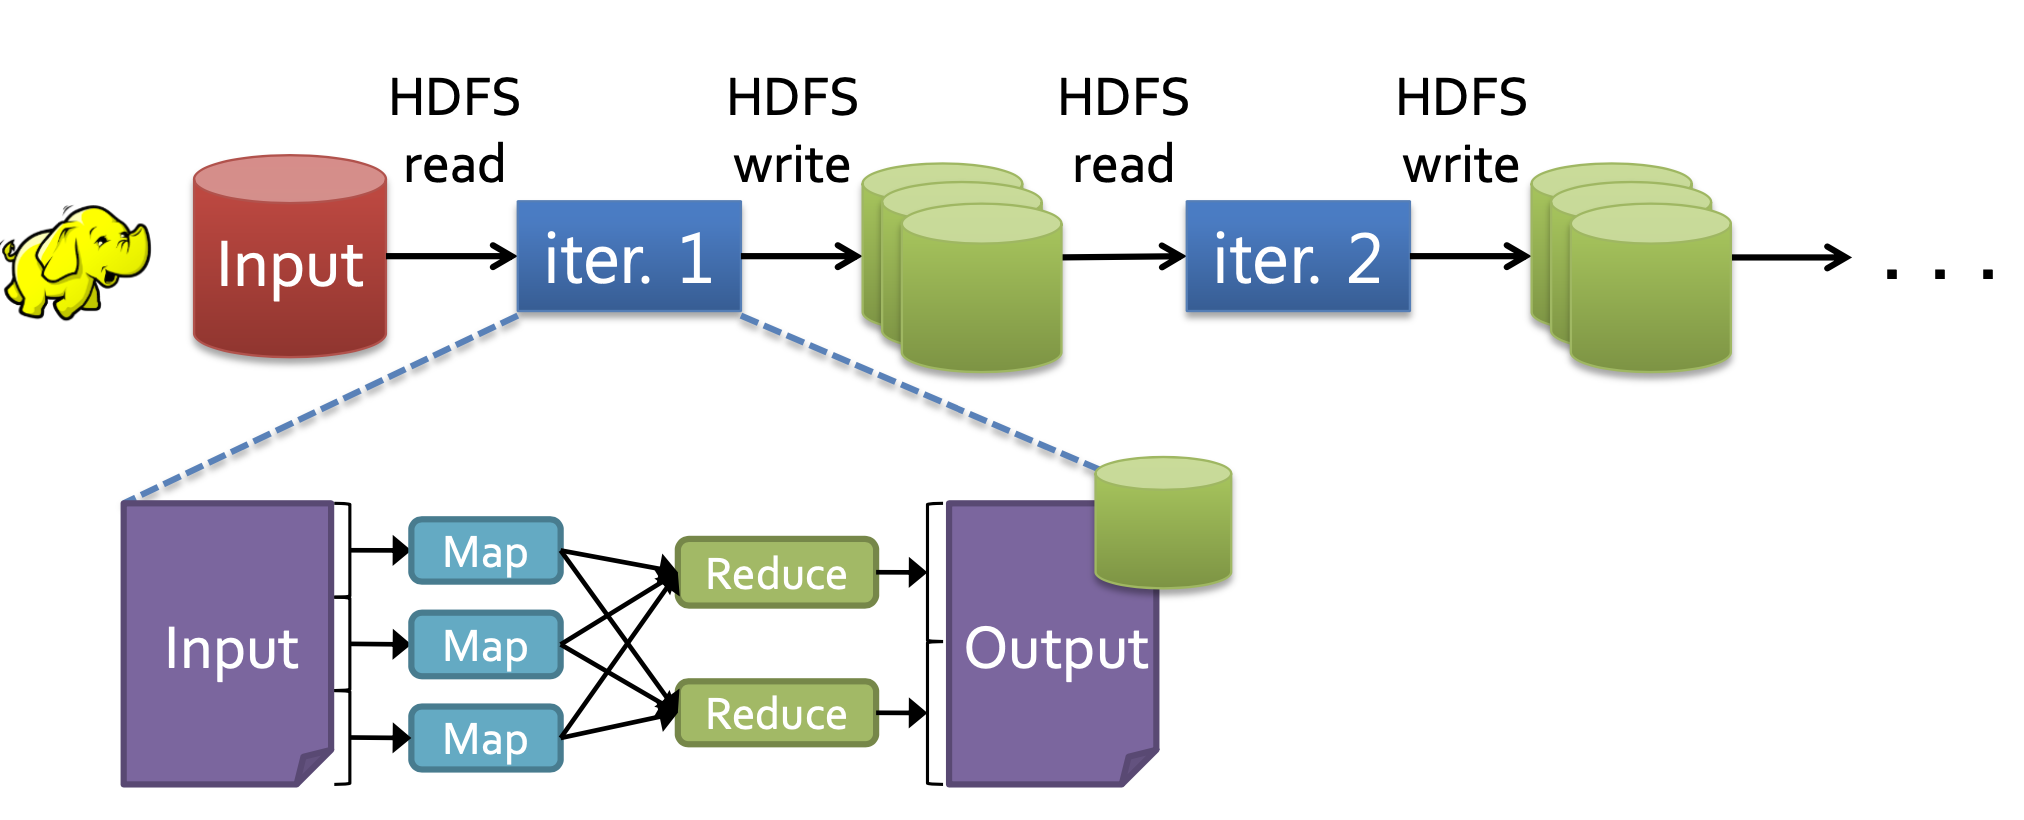 HDFS
read
HDFS
write
HDFS
read
HDFS
write
Input
iter. 1
iter. 2
. . .
Input
Map
Map
Map
Reduce
Reduce
Output